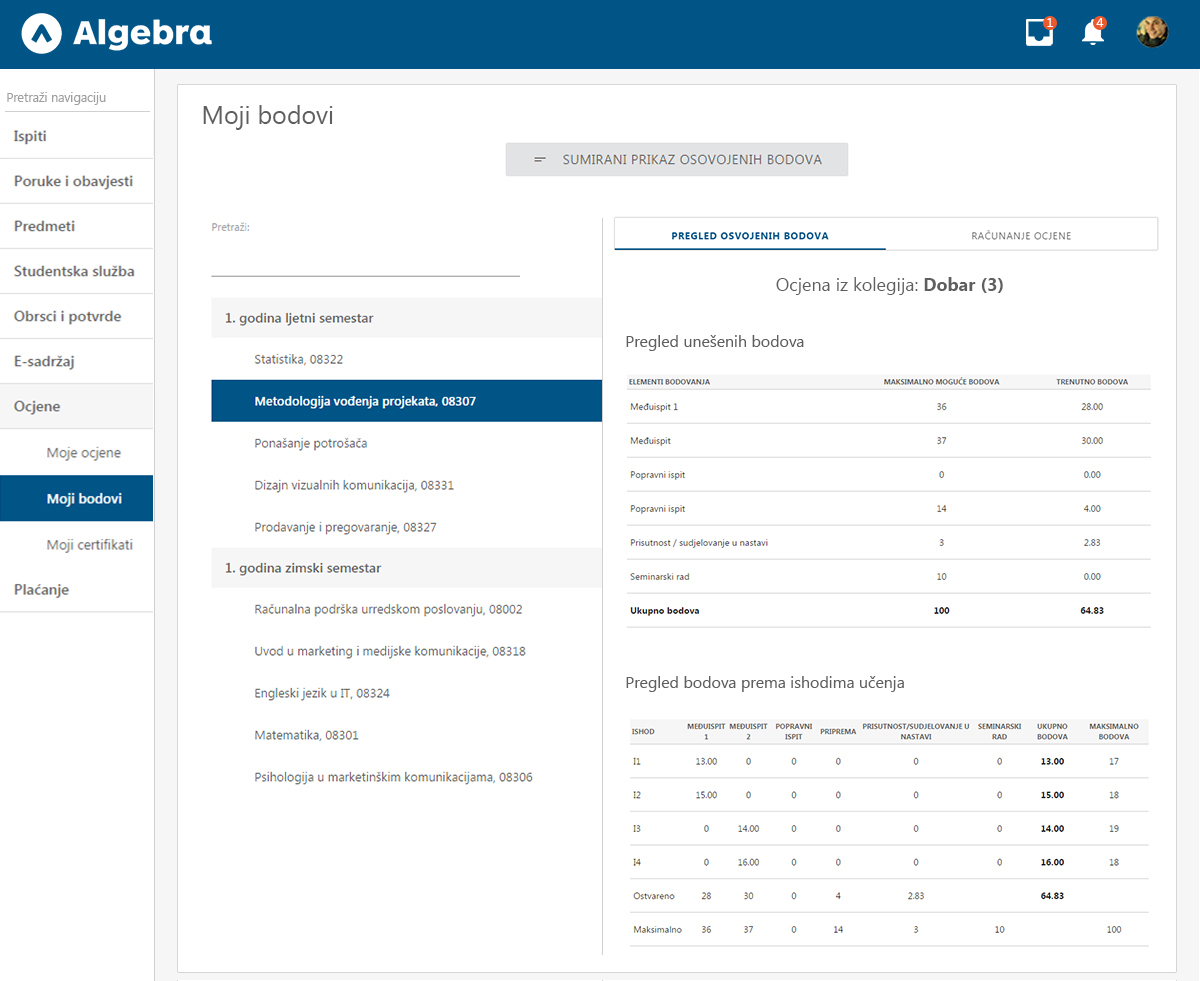 Algebra
1
4
Pretraži navigaciju
Ispiti
Poruke i obavjesti
Predmeti
Studentska služba
Obrsci i potvrde
E-sadržaj
Ocjene
Moje ocjene
Moji bodovi
Moji certifikati
Plaćanje
Moji bodovi
SUMIRANI PRIKAZ OSOVOJENIH BODOVA
Pretraži:
1. godina ljetni semestar
Statistika, 08322
Metodologija vođenja projekata, 08307
Ponašanje potrošača
Dizajn vizualnih komunikacija, 08331
Prodavanje i pregovaranje, 08327
1. godina zimski semestar
Računalna podrška urredskom poslovanju, 08002
Uvod u marketing i medijske komunikacije, 08318
Engleski jezik u IT, 08324
Matematika, 08301
Psihologija u marketinškim komunikacijama, 08306
PREGLED OSVOJENIH BODOVA RAČUNANJE OCJENE
Ocjena iz kolegija: Dobar (3)
Pregled unešenih bodova
ELEMENTI BODOVANJA MAKSIMALNO MOGUĆE BODOVA TRENUTNO BODOVA
Međuispit 1 36 28.00
Međuispit 37 30.00
Popravni ispit 0 0.00
Popravni ispit 14 4.00
Prisutnost / sudjelovanje u nastavi 3 2.83
Seminarski rad 10 0.00
Ukupno bodova 100 64.83
Pregled bodova prema ishodima učenja
ISHOD MEĐUISPIT 1 MEĐUISPIT 2 POPRAVNI ISPIT PRIPREMA PRISUTNOST/SUDJELOVANJE U NASTAVI SEMINARSKI RAD UKUPNO BODOVA MAKSIMALNO BODOVA
I1 13.00 0 0 0 0 0 13.00 17
I2 15.00 0 0 0 0 0 15.00 18
I3 0 14.00 0 0 0 0 14.00 19
I4 0 16.00 0 0 0 0 16.00 18
Ostvareno 28 30 0 4 2.83 64.83
Maksimalno 36 37 0 14 3 10 100